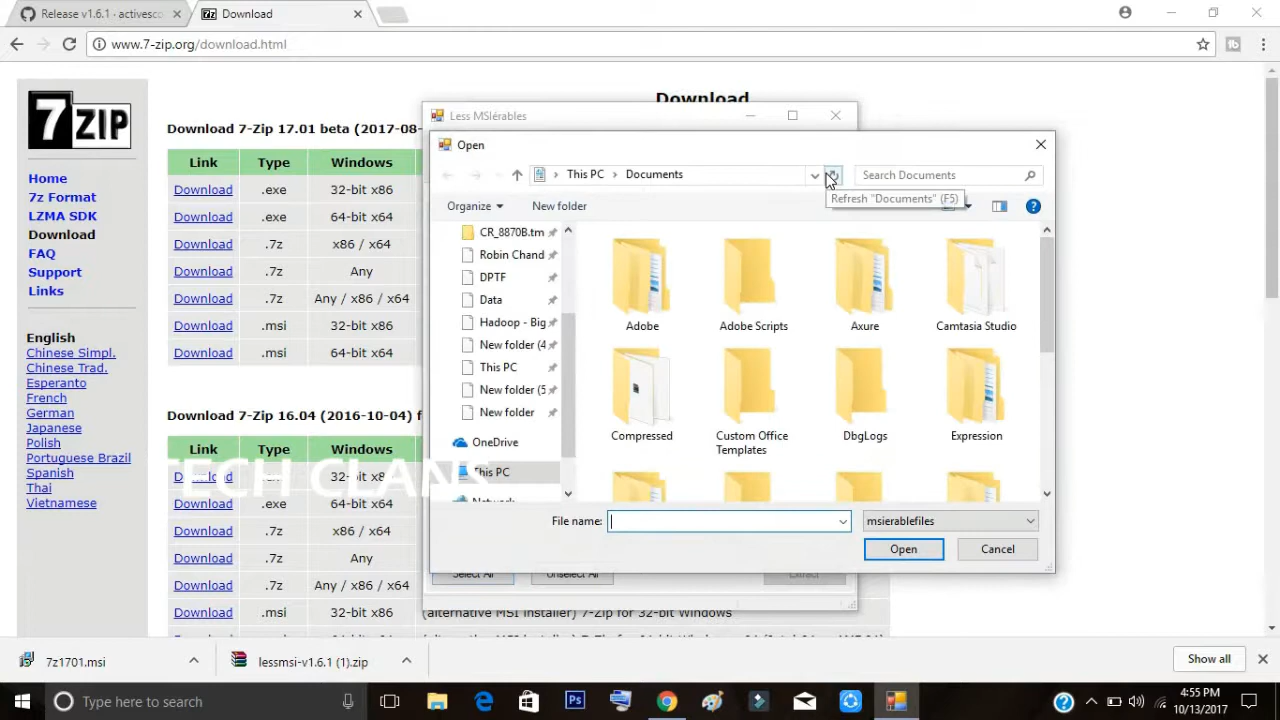 Release v1.6.1 · activesco
Download
www.7-zip.org/download.html
7ZIP
Home
7z Format
LZMA SDK
Download
FAQ
Support
Links
English
Chinese Simpl.
Chinese Trad.
Esperanto
French
German
Japanese
Polish
Portuguese Brazil
Spanish
Thai
Vietnamese
Download
Download 7-Zip 17.01 beta (2017-08-
Link Type Windows
Download .exe 32-bit x86
Download .exe 64-bit x64
Download .7z x86 / x64
Download .7z Any
Download .7z Any / x86 / x64
Download .msi 32-bit x86
Download .msi 64-bit x64
Download 7-Zip 16.04 (2016-10-04) f
Link Type Windows
Download .exe 32-bit x86
Download .exe 64-bit x64
Download .7z x86 / x64
Download .7z Any
Download .7z Any / x86 / x64
Download .msi 32-bit x86 (alternative MSI installer) 7-Zip for 32-bit Windows
TECH CLANS
Less MSIérables
Open
This PC > Documents
Search Documents
Refresh "Documents" (F5)
Organize
New folder
CR_8870B.tm
Robin Chand
DPTF
Data
Hadoop - Big
New folder (4
This PC
New folder (5
New folder
OneDrive
This PC
Network
Adobe
Adobe Scripts
Axure
Camtasia Studio
Compressed
Custom Office
Templates
DbgLogs
Expression
File name:
msierablefiles
Open
Cancel
Select All
Unselect All
Extract
7z1701.msi
lessmsi-v1.6.1 (1).zip
Show all
Type here to search
4:55 PM
10/13/2017